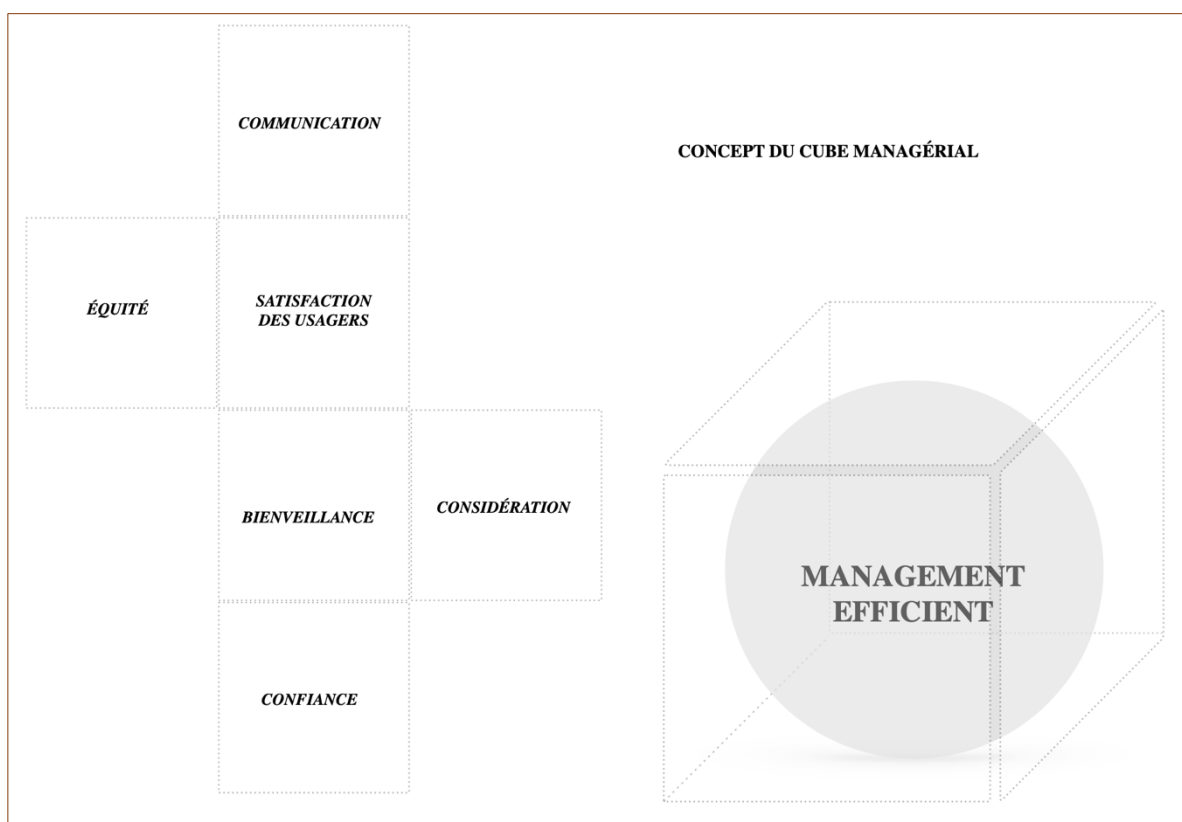 COMMUNICATION
CONCEPT DU CUBE MANAGÉRIAL
ÉQUITÉ
SATISFACTION
DES USAGERS
BIENVEILLANCE
CONSIDÉRATION
MANAGEMENT
EFFICIENT
CONFIANCE